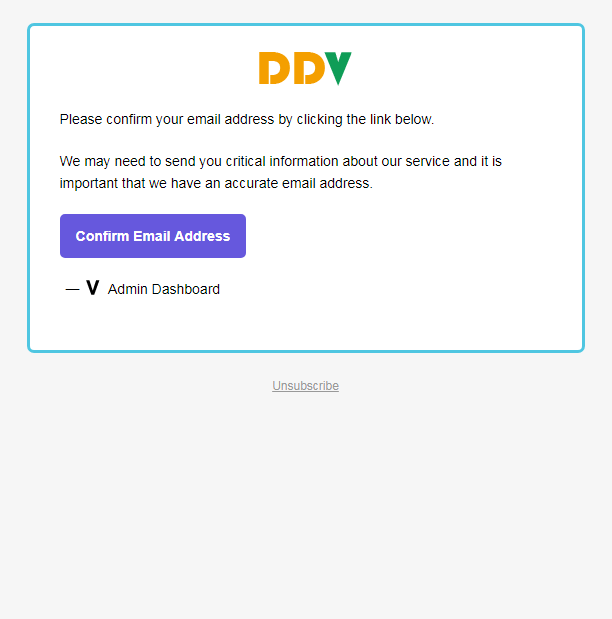 DDV
Please confirm your email address by clicking the link below.
We may need to send you critical information about our service and it is
important that we have an accurate email address.
Confirm Email Address
— V Admin Dashboard
Unsubscribe